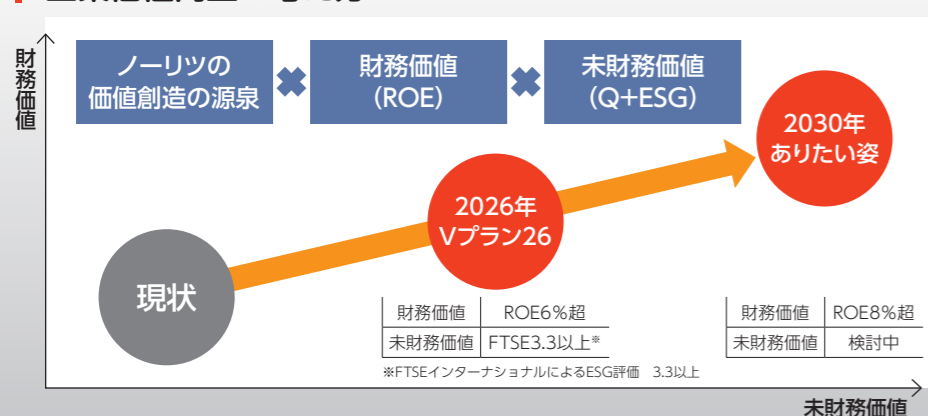 財務価値
ノーリツの
価値創造の源泉
✖
財務価値
(ROE)
✖
未財務価値
(Q+ESG)
2030年
ありたい姿
2026年
Vプラン26
現状
財務価値 ROE6%超
未財務価値 FTSE3.3以上※
※FTSEインターナショナルによるESG評価 3.3以上
財務価値 ROE8%超
未財務価値 検討中
未財務価値